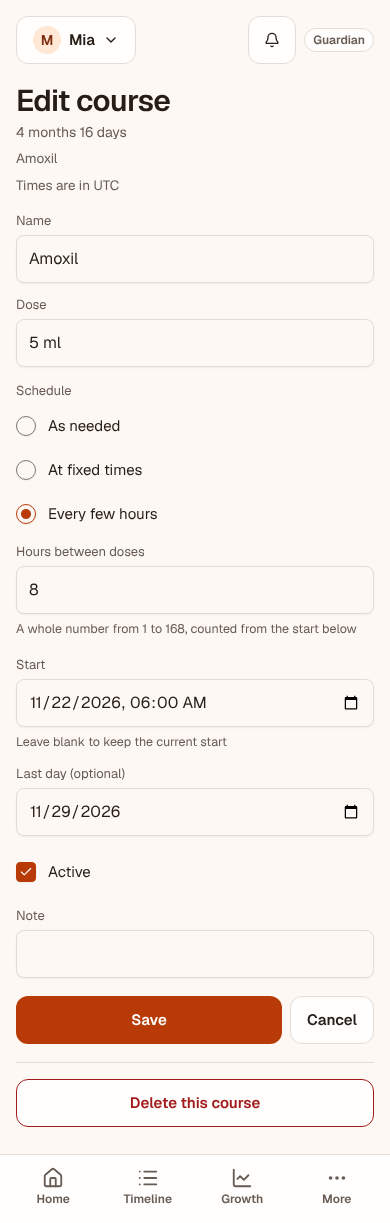 M Mia
Guardian
Edit course
4 months 16 days
Amoxil
Times are in UTC
Name
Amoxil
Dose
5 ml
Schedule
As needed
At fixed times
Every few hours
Hours between doses
8
A whole number from 1 to 168, counted from the start below
Start
11/22/2026, 06:00 AM
Leave blank to keep the current start
Last day (optional)
11/29/2026
Active
Note
Save
Cancel
Delete this course
Home
Timeline
Growth
More